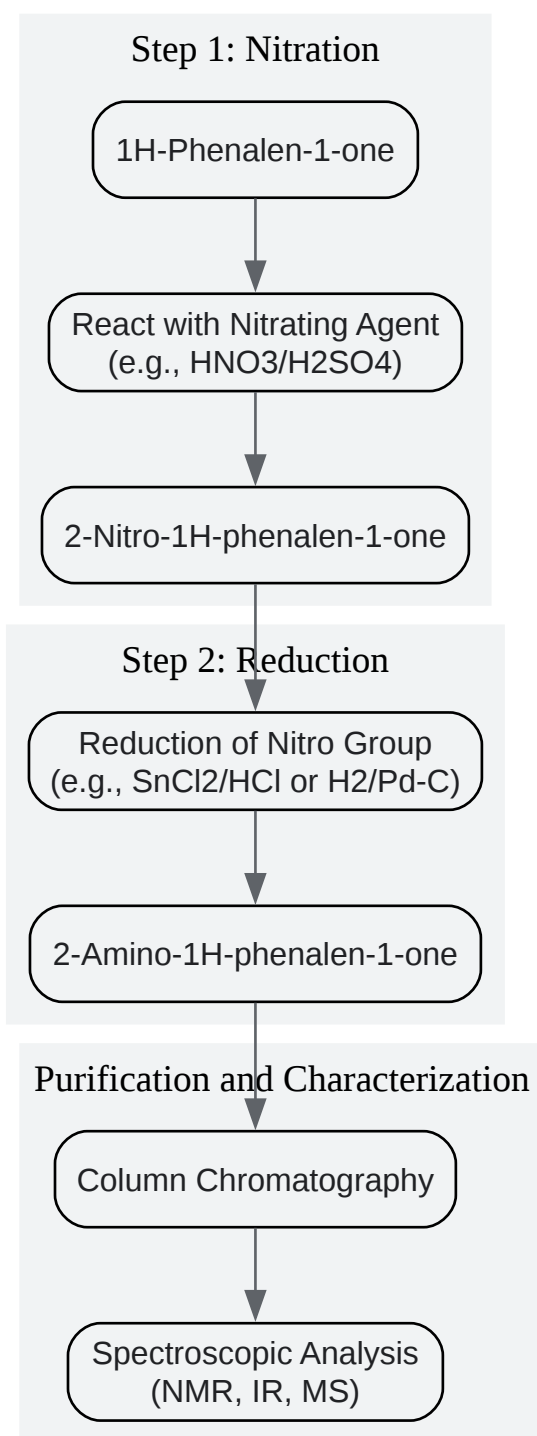 Step 1: Nitration
1H-Phenalen-1-one
React with Nitrating Agent
(e.g., HNO3/H2SO4)
2-Nitro-1H-phenalen-1-one
Step 2: Reduction
Reduction of Nitro Group
(e.g., SnCl2/HCl or H2/Pd-C)
2-Amino-1H-phenalen-1-one
Purification and Characterization
Column Chromatography
Spectroscopic Analysis
(NMR, IR, MS)